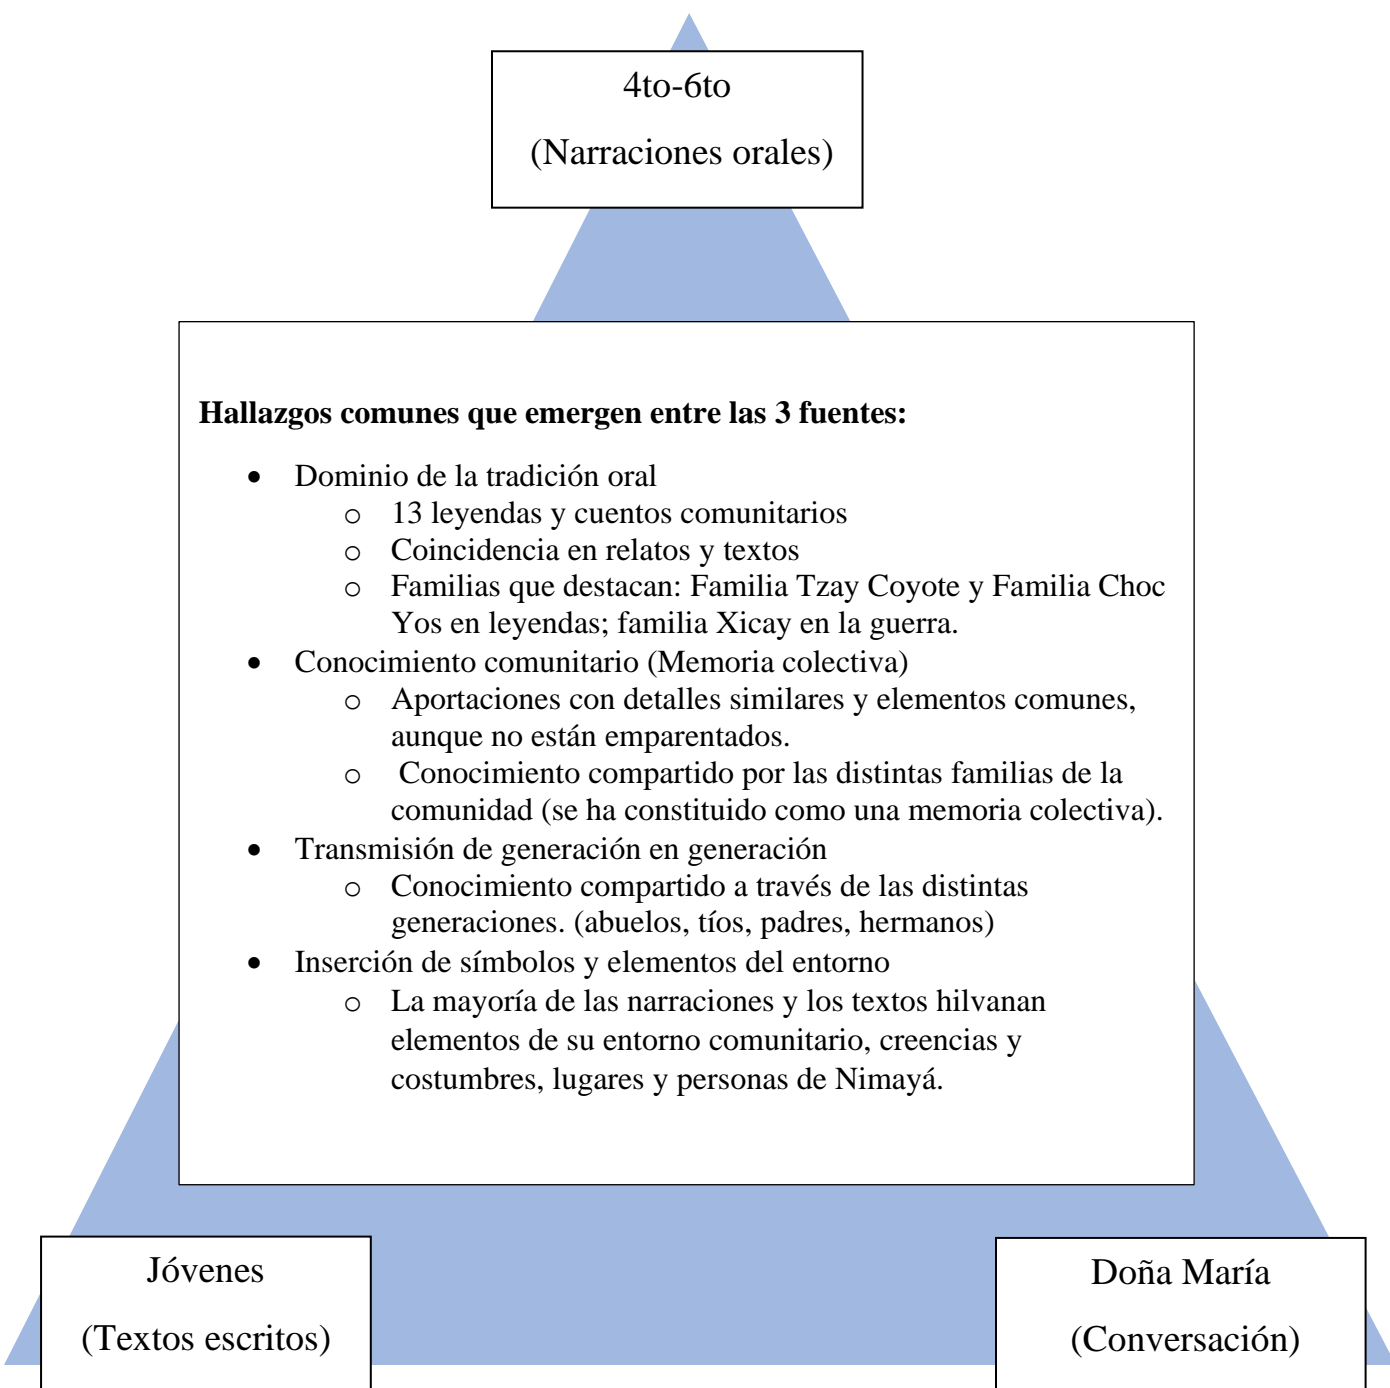 4to-6to
(Narraciones orales)
Hallazgos comunes que emergen entre las 3 fuentes:
• Dominio de la tradición oral
o 13 leyendas y cuentos comunitarios
o Coincidencia en relatos y textos
o Familias que destacan: Familia Tzay Coyote y Familia Choc
Yos en leyendas; familia Xicay en la guerra.
• Conocimiento comunitario (Memoria colectiva)
o Aportaciones con detalles similares y elementos comunes,
aunque no están emparentados.
o Conocimiento compartido por las distintas familias de la
comunidad (se ha constituido como una memoria colectiva).
• Transmisión de generación en generación
o Conocimiento compartido a través de las distintas
generaciones. (abuelos, tíos, padres, hermanos)
• Inserción de símbolos y elementos del entorno
o La mayoría de las narraciones y los textos hilvanan
elementos de su entorno comunitario, creencias y
costumbres, lugares y personas de Nimayá.
Jóvenes
(Textos escritos)
Doña María
(Conversación)